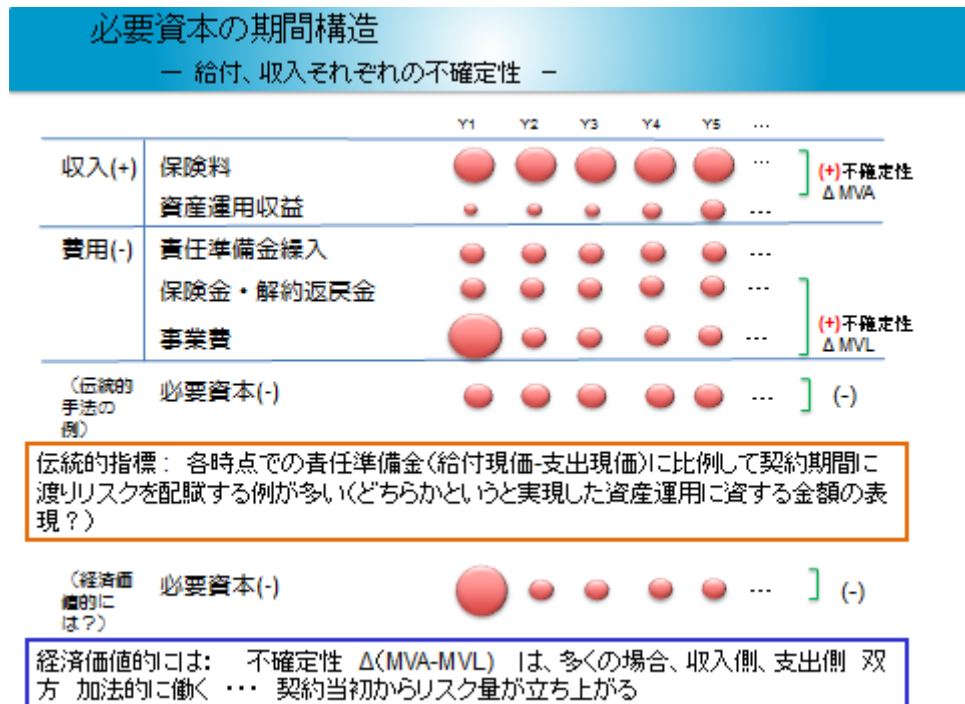 必要資本の期間構造
― 給付、収入それぞれの不確定性 －
Y1 Y2 Y3 Y4 Y5 …
収入(+) 保険料 … (+)不確定性
Δ MVA
資産運用収益 …
費用(-) 責任準備金繰入 …
保険金・解約返戻金 …
(+)不確定性
事業費 … Δ MVL
（伝統的
手法の
例） 必要資本(-) … (-)
伝統的指標： 各時点での責任準備金(給付現価-支出現価)に比例して契約期間に
渡りリスクを配賦する例が多い(どちらかというと実現した資産運用に資する金額の表
現？)
（経済価
値的に
は？） 必要資本(-) … (-)
経済価値的には： 不確定性 Δ(MVA-MVL) は、多くの場合、収入側、支出側 双
方 加法的に働く … 契約当初からリスク量が立ち上がる